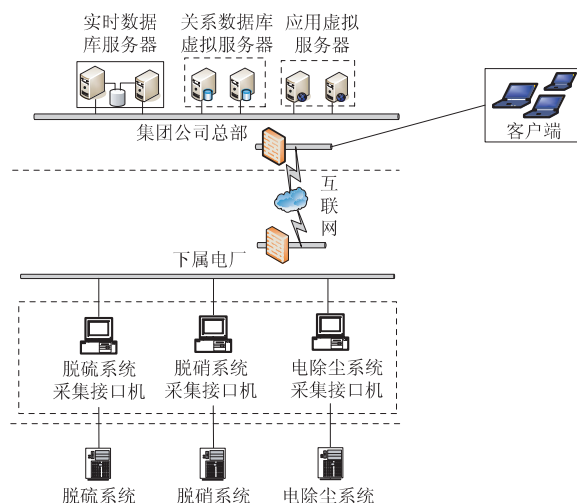 实时数据
库服务器
关系数据库
虚拟服务器
应用虚拟
服务器
集团公司总部
客户端
互
联
网
下属电厂
脱硫系统
采集接口机
脱硝系统
采集接口机
电除尘系统
采集接口机
脱硫系统
脱硝系统
电除尘系统